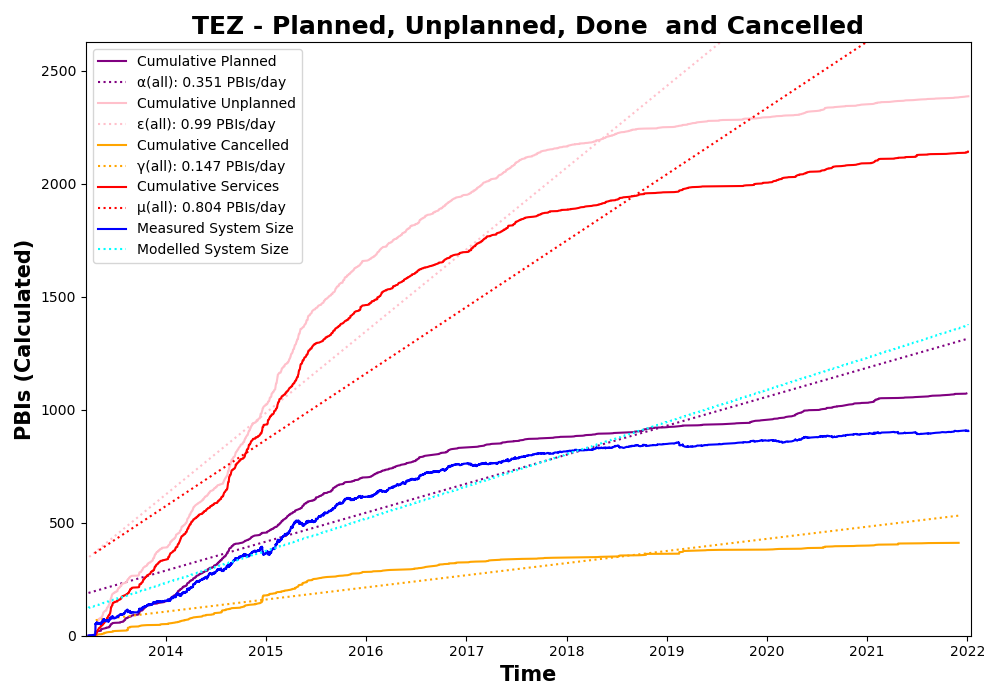 TEZ - Planned, Unplanned, Done  and Cancelled
Cumulative Planned
α(all): 0.351 PBIs/day
Cumulative Unplanned
ε(all): 0.99 PBIs/day
Cumulative Cancelled
γ(all): 0.147 PBIs/day
Cumulative Services
μ(all): 0.804 PBIs/day
Measured System Size
Modelled System Size
PBIs (Calculated)
2500
2000
1500
1000
500
0
2014 2015 2016 2017 2018 2019 2020 2021 2022
Time